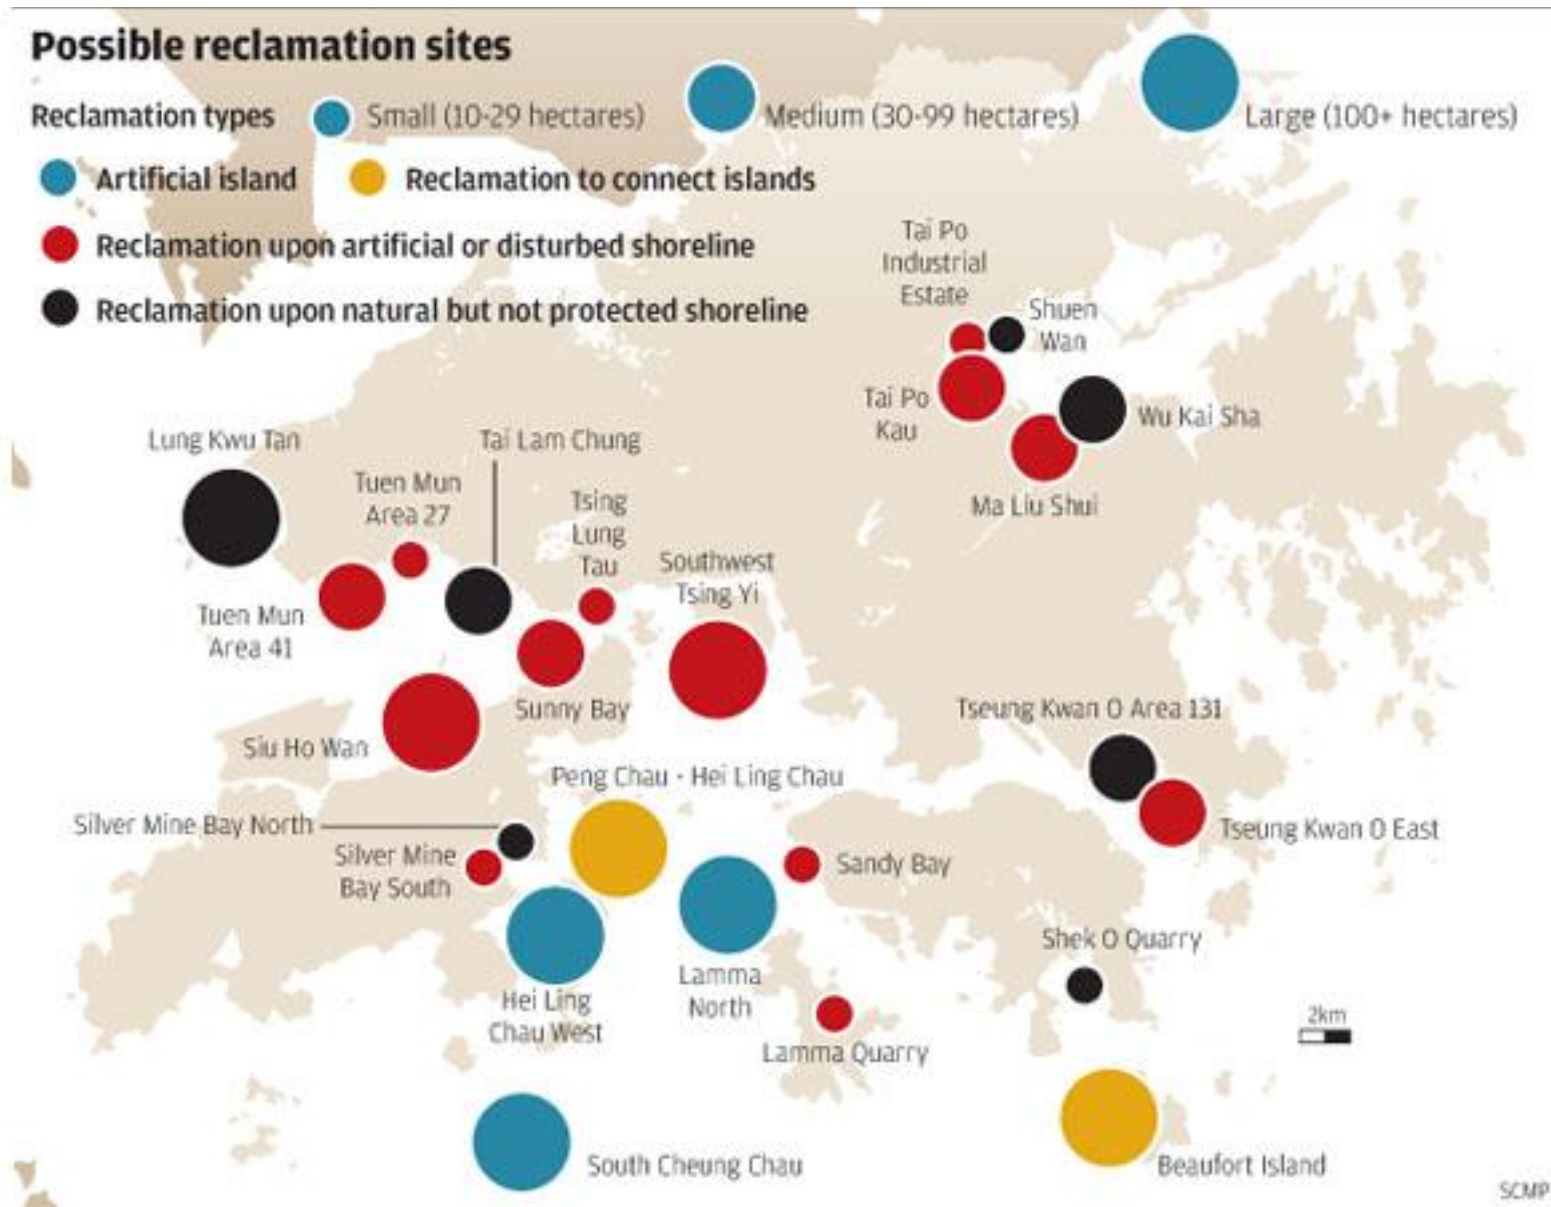 Possible reclamation sites
Reclamation types
Small (10-29 hectares)
Medium (30-99 hectares)
Large (100+ hectares)
Artificial island
Reclamation to connect islands
Reclamation upon artificial or disturbed shoreline
Reclamation upon natural but not protected shoreline
Tai Po
Industrial
Estate
Shuen
Wan
Tai Po
Kau
Wu Kai Sha
Ma Liu Shui
Lung Kwu Tan
Tai Lam Chung
Tuen Mun
Area 27
Tsing
Lung
Tau
Southwest
Tsing Yi
Tuen Mun
Area 41
Sunny Bay
Siu Ho Wan
Tseung Kwan O Area 131
Peng Chau - Hei Ling Chau
Silver Mine Bay North
Tseung Kwan O East
Silver Mine
Bay South
Sandy Bay
Shek O Quarry
Lamma
North
Hei Ling
Chau West
2km
Lamma Quarry
South Cheung Chau
Beaufort Island
SCMP